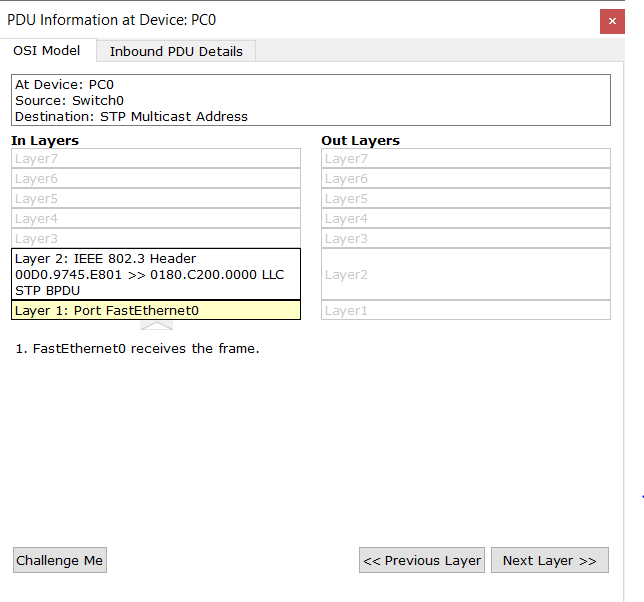 PDU Information at Device: PC0
OSI Model
Inbound PDU Details
At Device: PC0
Source: Switch0
Destination: STP Multicast Address
In Layers
Out Layers
Layer7
Layer7
Layer6
Layer6
Layer5
Layer5
Layer4
Layer4
Layer3
Layer3
Layer 2: IEEE 802.3 Header
00D0.9745.E801 >> 0180.C200.0000 LLC
STP BPDU
Layer2
Layer 1: Port FastEthernet0
Layer1
1. FastEthernet0 receives the frame.
Challenge Me
<< Previous Layer
Next Layer >>